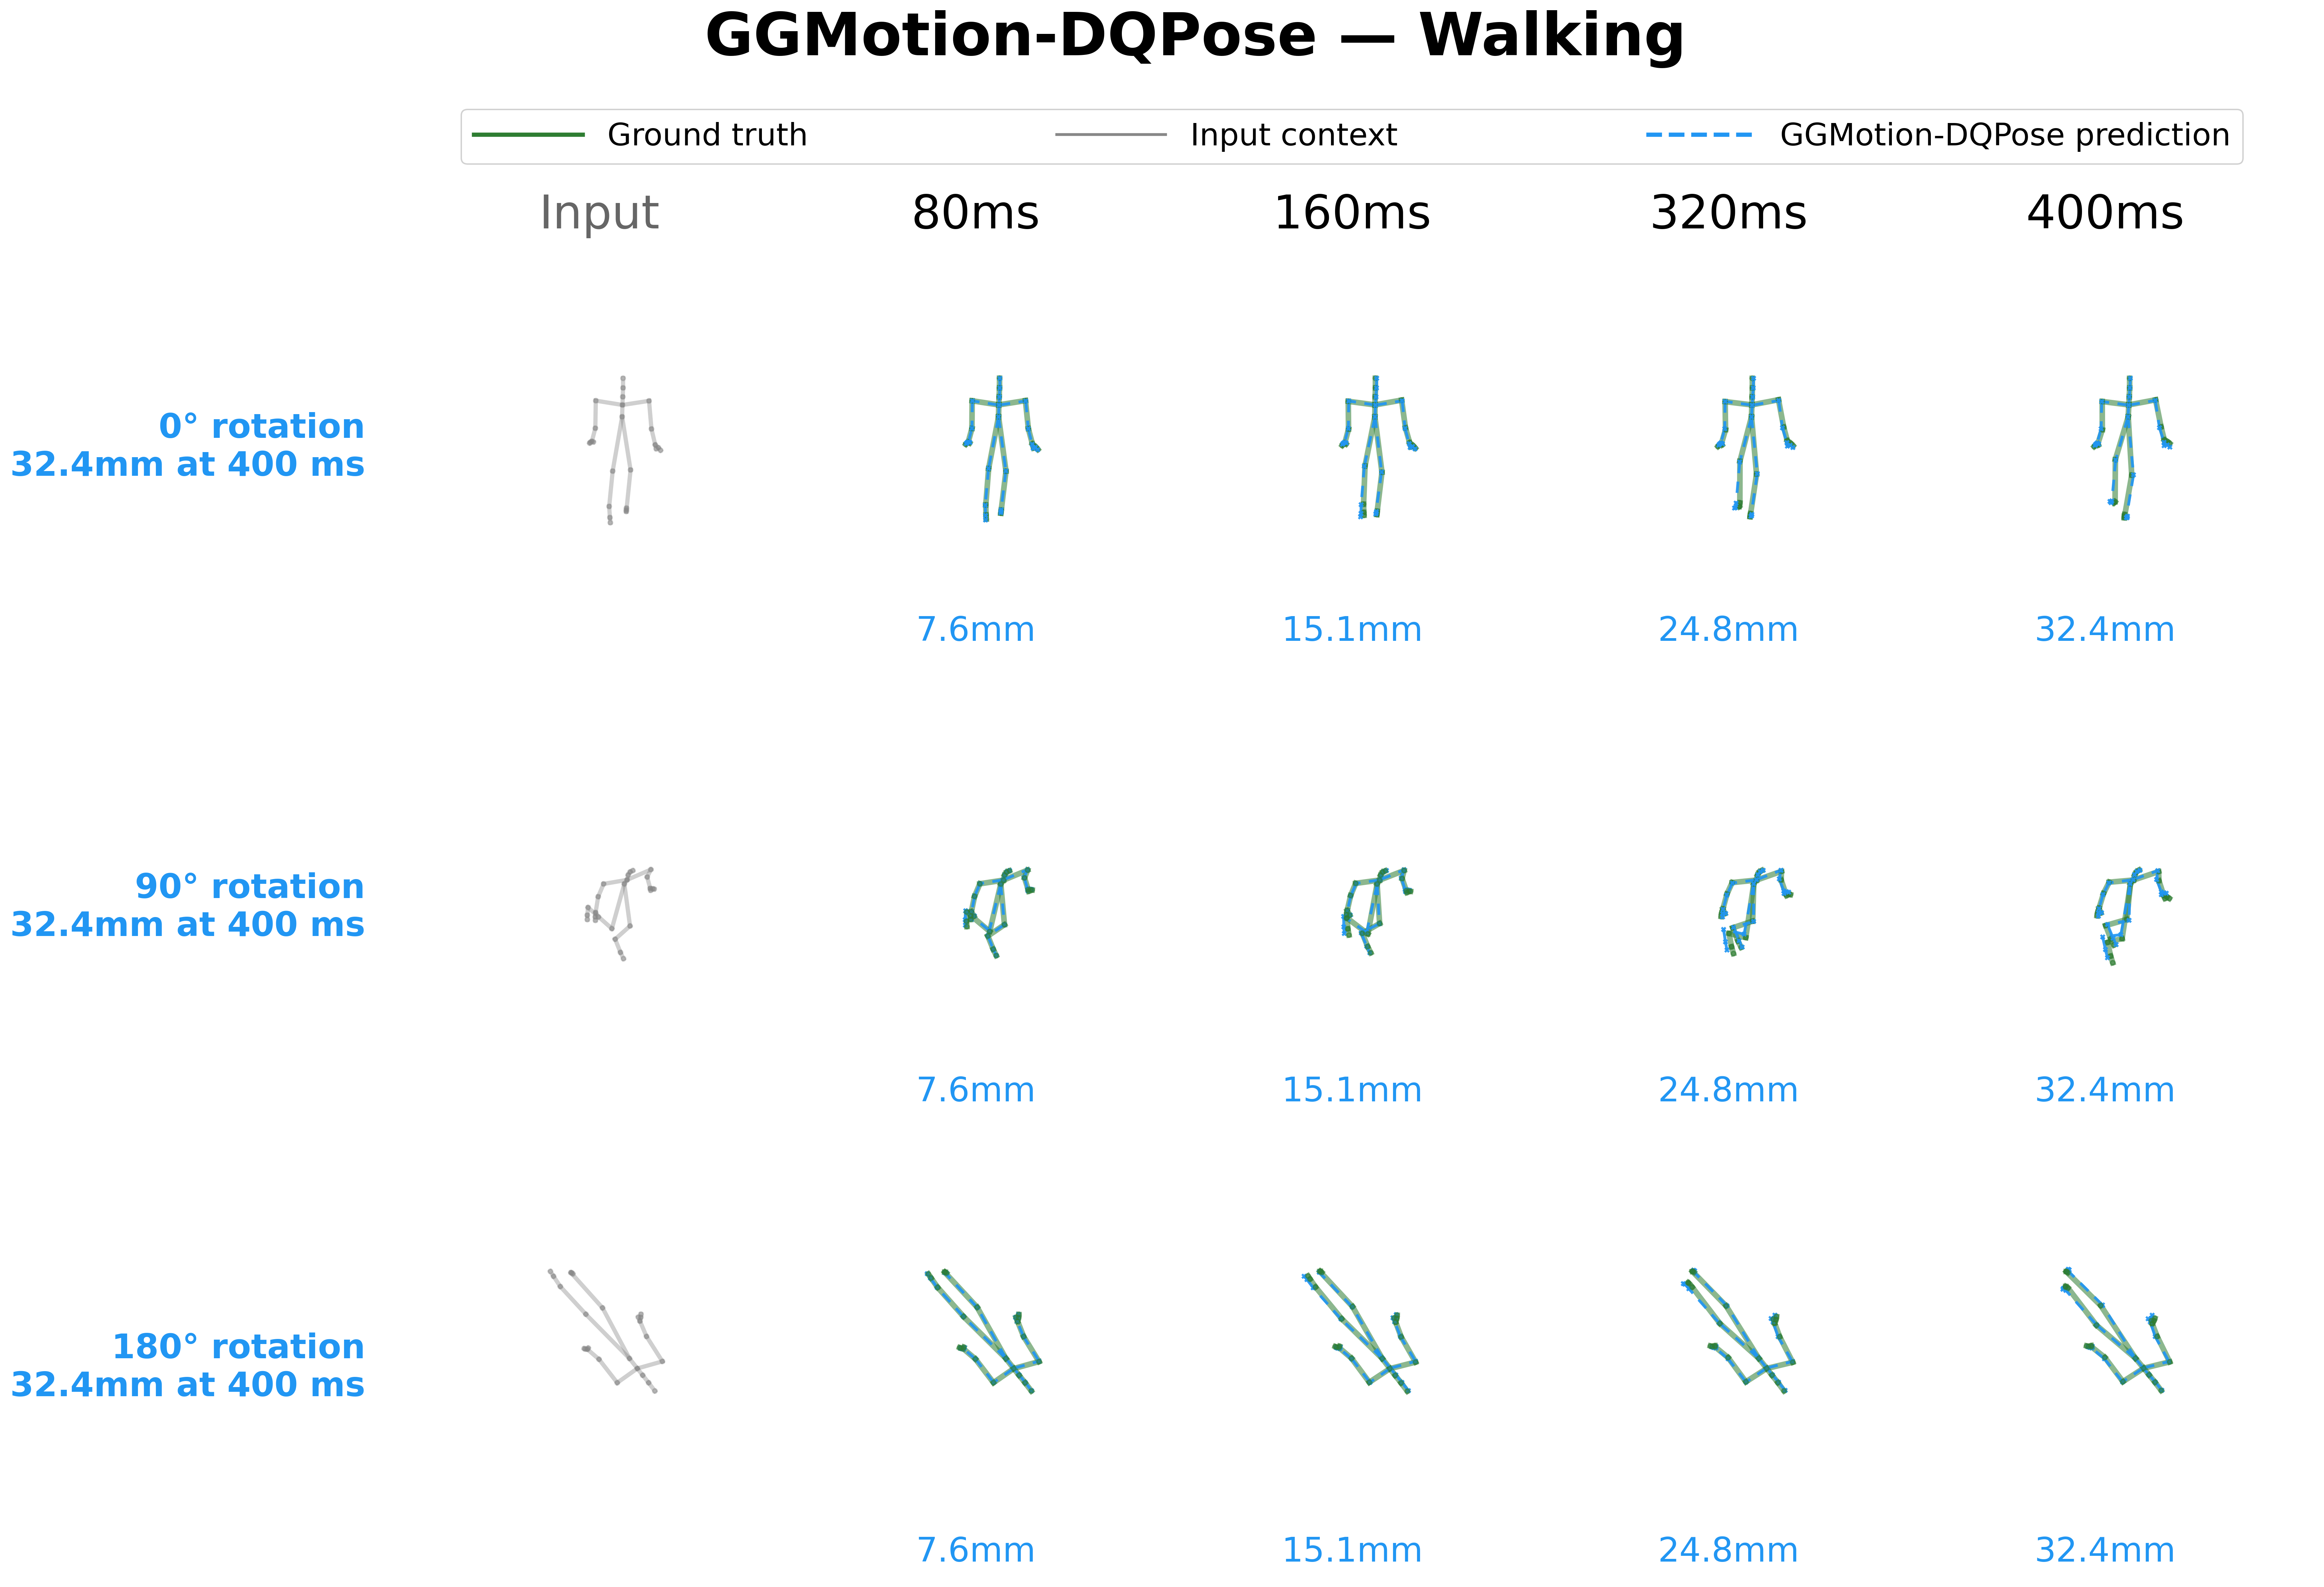 GGMotion-DQPose — Walking
Ground truth
Input context
GGMotion-DQPose prediction
Input
80ms
160ms
320ms
400ms
0° rotation
32.4mm at 400 ms
7.6mm
15.1mm
24.8mm
32.4mm
90° rotation
32.4mm at 400 ms
7.6mm
15.1mm
24.8mm
32.4mm
180° rotation
32.4mm at 400 ms
7.6mm
15.1mm
24.8mm
32.4mm